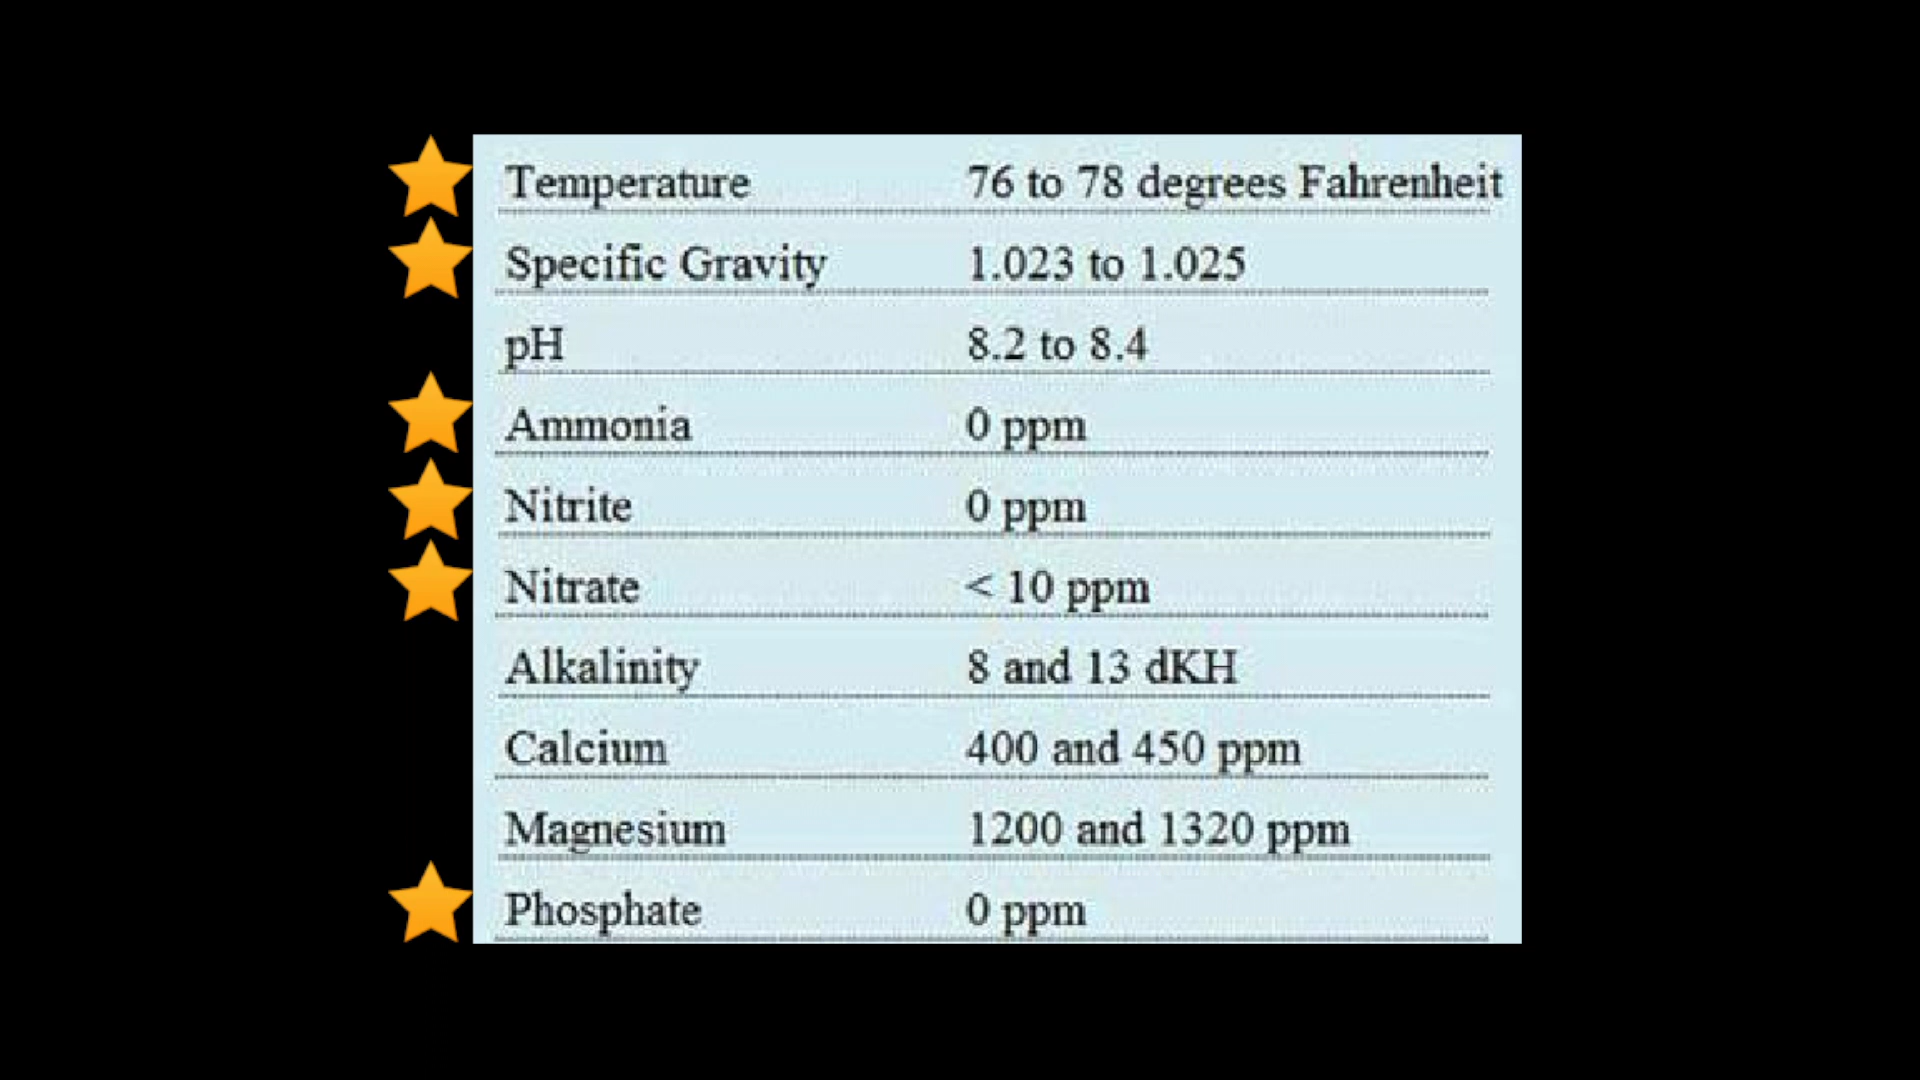 Temperature 76 to 78 degrees Fahrenheit
Specific Gravity 1.023 to 1.025
pH 8.2 to 8.4
Ammonia 0 ppm
Nitrite 0 ppm
Nitrate < 10 ppm
Alkalinity 8 and 13 dKH
Calcium 400 and 450 ppm
Magnesium 1200 and 1320 ppm
Phosphate 0 ppm